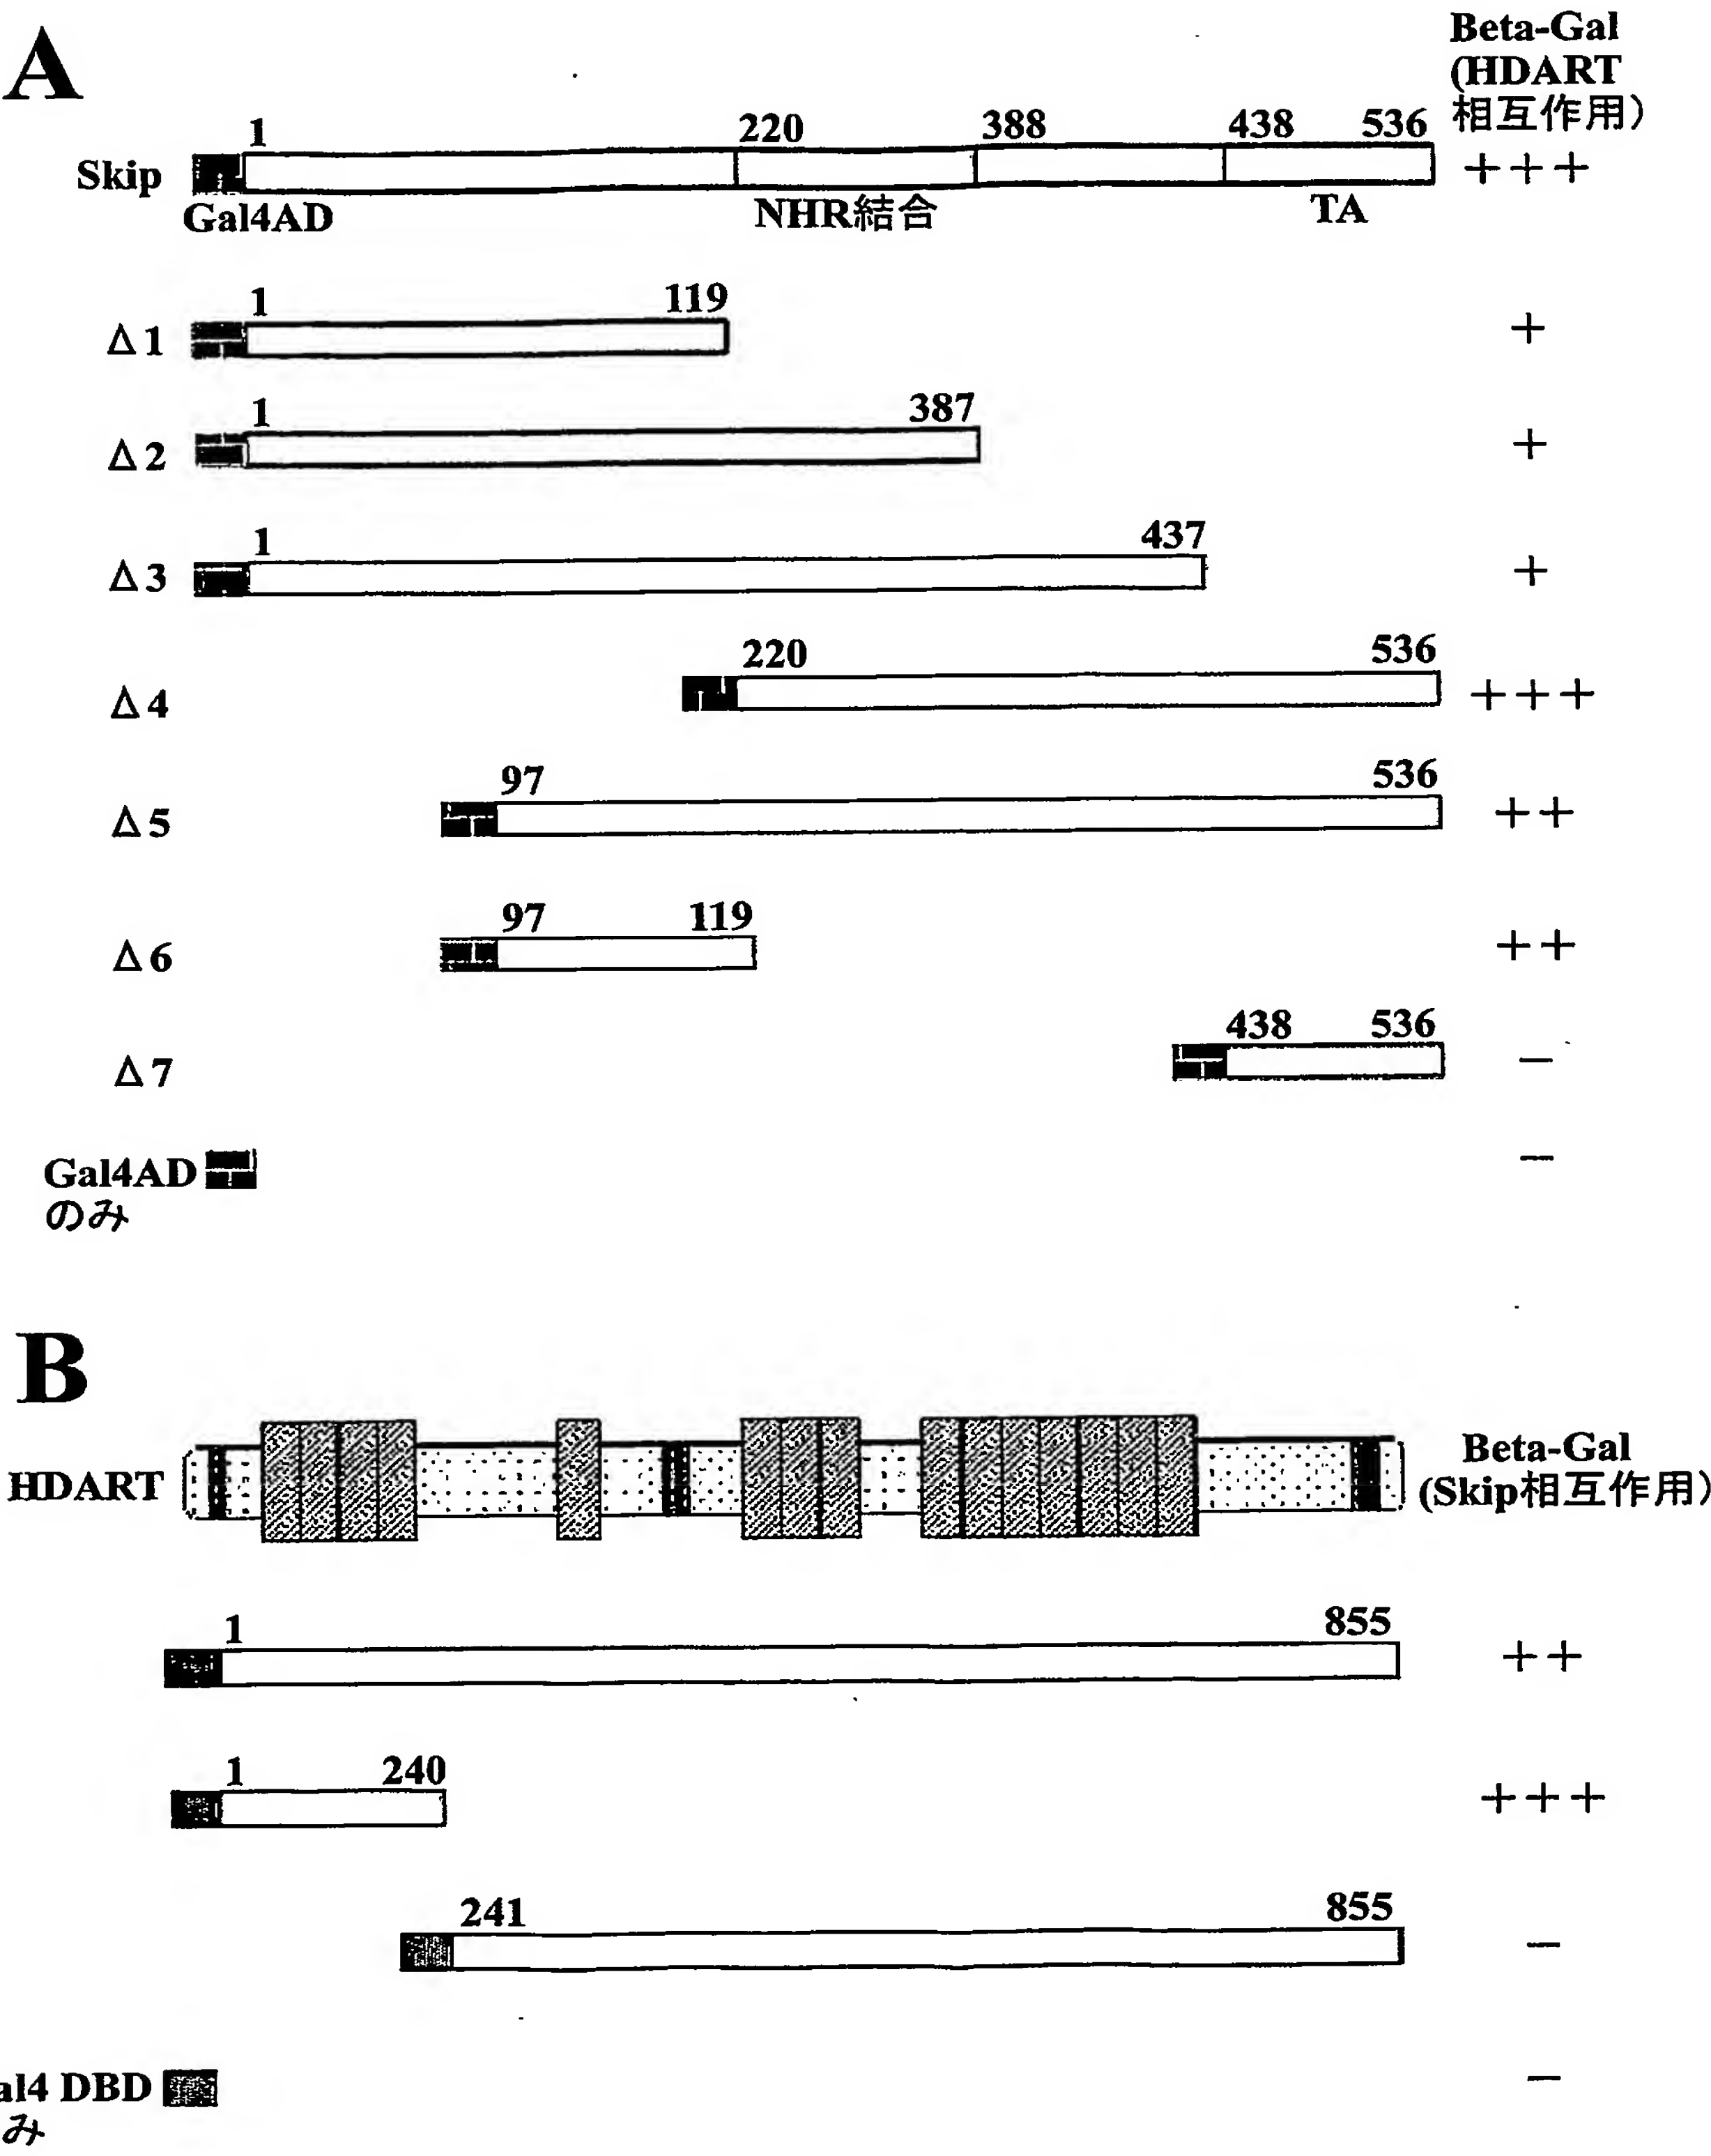 A
Beta-Gal
(HDART
相互作用)
1 220 388 438 536
Skip +++
Gal4AD NHR結合 TA
1 119
Δ1 +
1 387
Δ2 +
1 437
Δ3 +
220 536
Δ4 +++
97 536
Δ5 ++
97 119
Δ6 ++
438 536
Δ7 −
Gal4AD −
のみ
B
HDART
Beta-Gal
(Skip相互作用)
1 855
++
1 240
+++
241 855
−
al4 DBD −
み